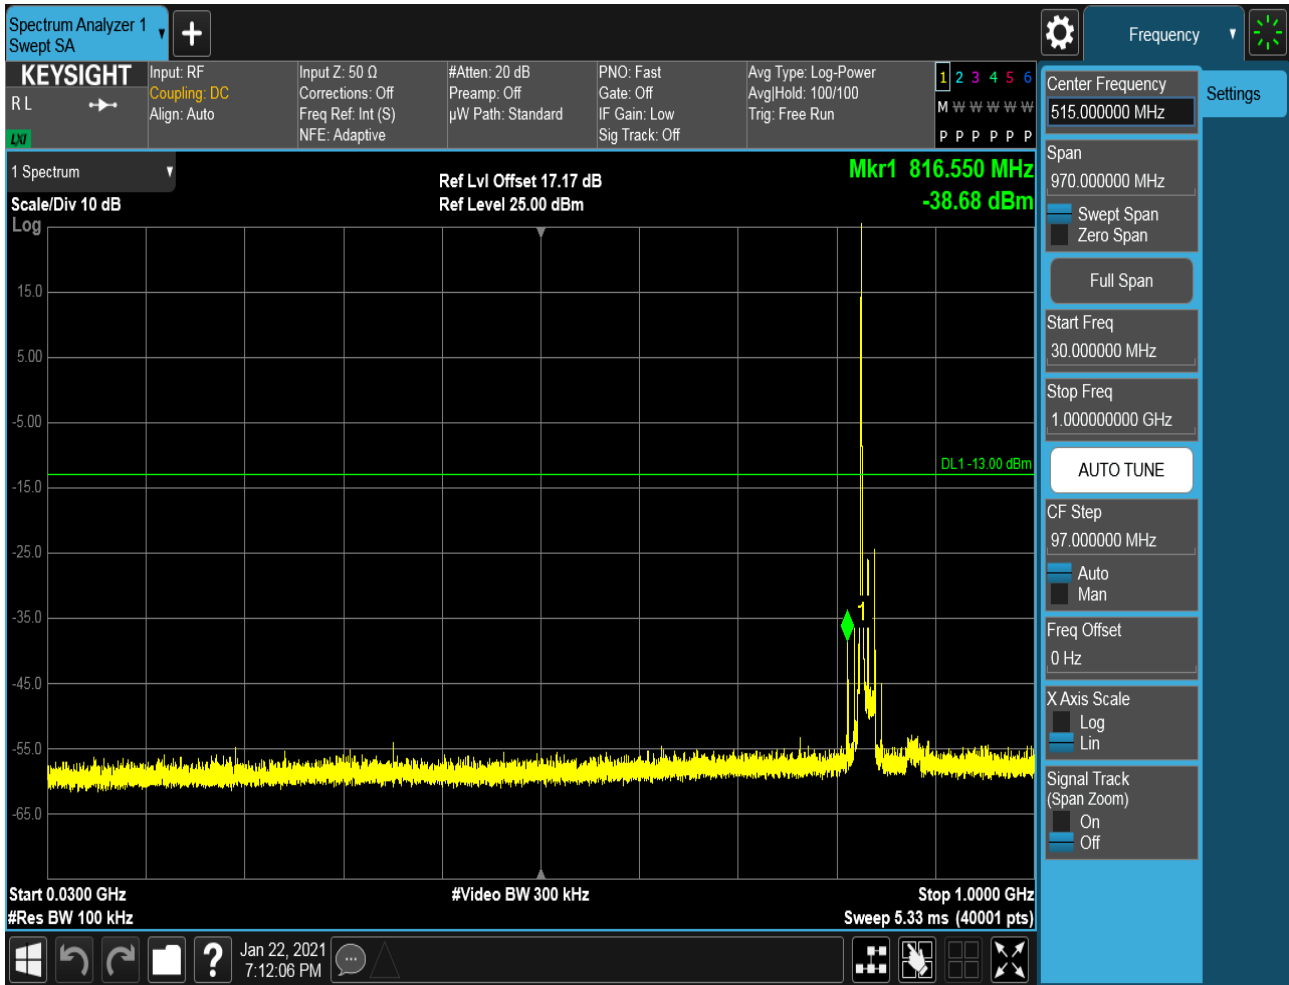 Spectrum Analyzer 1
Swept SA
Frequency
KEYSIGHT
R L
LXI
Input: RF
Coupling: DC
Align: Auto
Input Z: 50 Ω
Corrections: Off
Freq Ref: Int (S)
NFE: Adaptive
#Atten: 20 dB
Preamp: Off
µW Path: Standard
PNO: Fast
Gate: Off
IF Gain: Low
Sig Track: Off
Avg Type: Log-Power
Avg|Hold: 100/100
Trig: Free Run
1 2 3 4 5 6
M W W W W W
P P P P P P
1 Spectrum
Scale/Div 10 dB
Log
Ref Lvl Offset 17.17 dB
Ref Level 25.00 dBm
Mkr1 816.550 MHz
-38.68 dBm
15.0
5.00
-5.00
DL1 -13.00 dBm
-15.0
-25.0
-35.0
1
-45.0
-55.0
-65.0
Start 0.0300 GHz
#Video BW 300 kHz
Stop 1.0000 GHz
#Res BW 100 kHz
Sweep 5.33 ms (40001 pts)
Center Frequency
515.000000 MHz
Settings
Span
970.000000 MHz
Swept Span
Zero Span
Full Span
Start Freq
30.000000 MHz
Stop Freq
1.000000000 GHz
AUTO TUNE
CF Step
97.000000 MHz
Auto
Man
Freq Offset
0 Hz
X Axis Scale
Log
Lin
Signal Track
(Span Zoom)
On
Off
?
Jan 22, 2021
7:12:06 PM